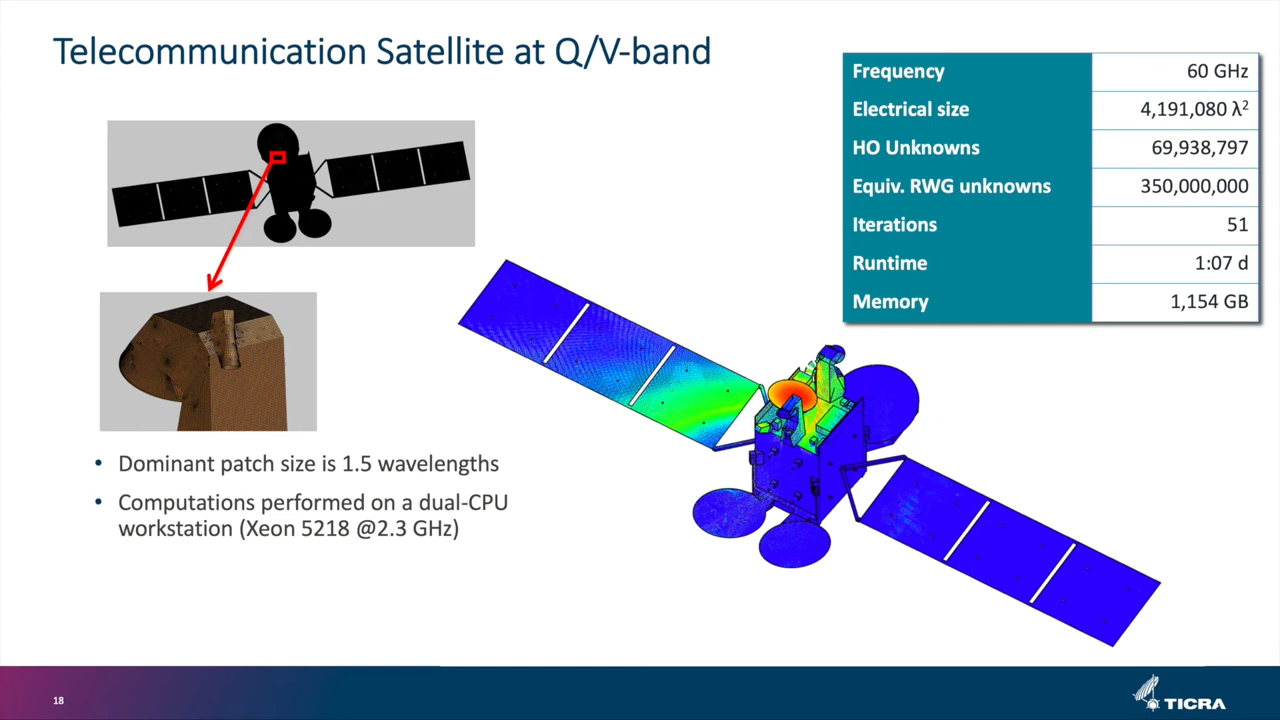 Telecommunication Satellite at Q/V-band
Frequency 60 GHz
Electrical size 4,191,080 λ²
HO Unknowns 69,938,797
Equiv. RWG unknowns 350,000,000
Iterations 51
Runtime 1:07 d
Memory 1,154 GB
• Dominant patch size is 1.5 wavelengths
• Computations performed on a dual-CPU
workstation (Xeon 5218 @2.3 GHz)
18
TICRA